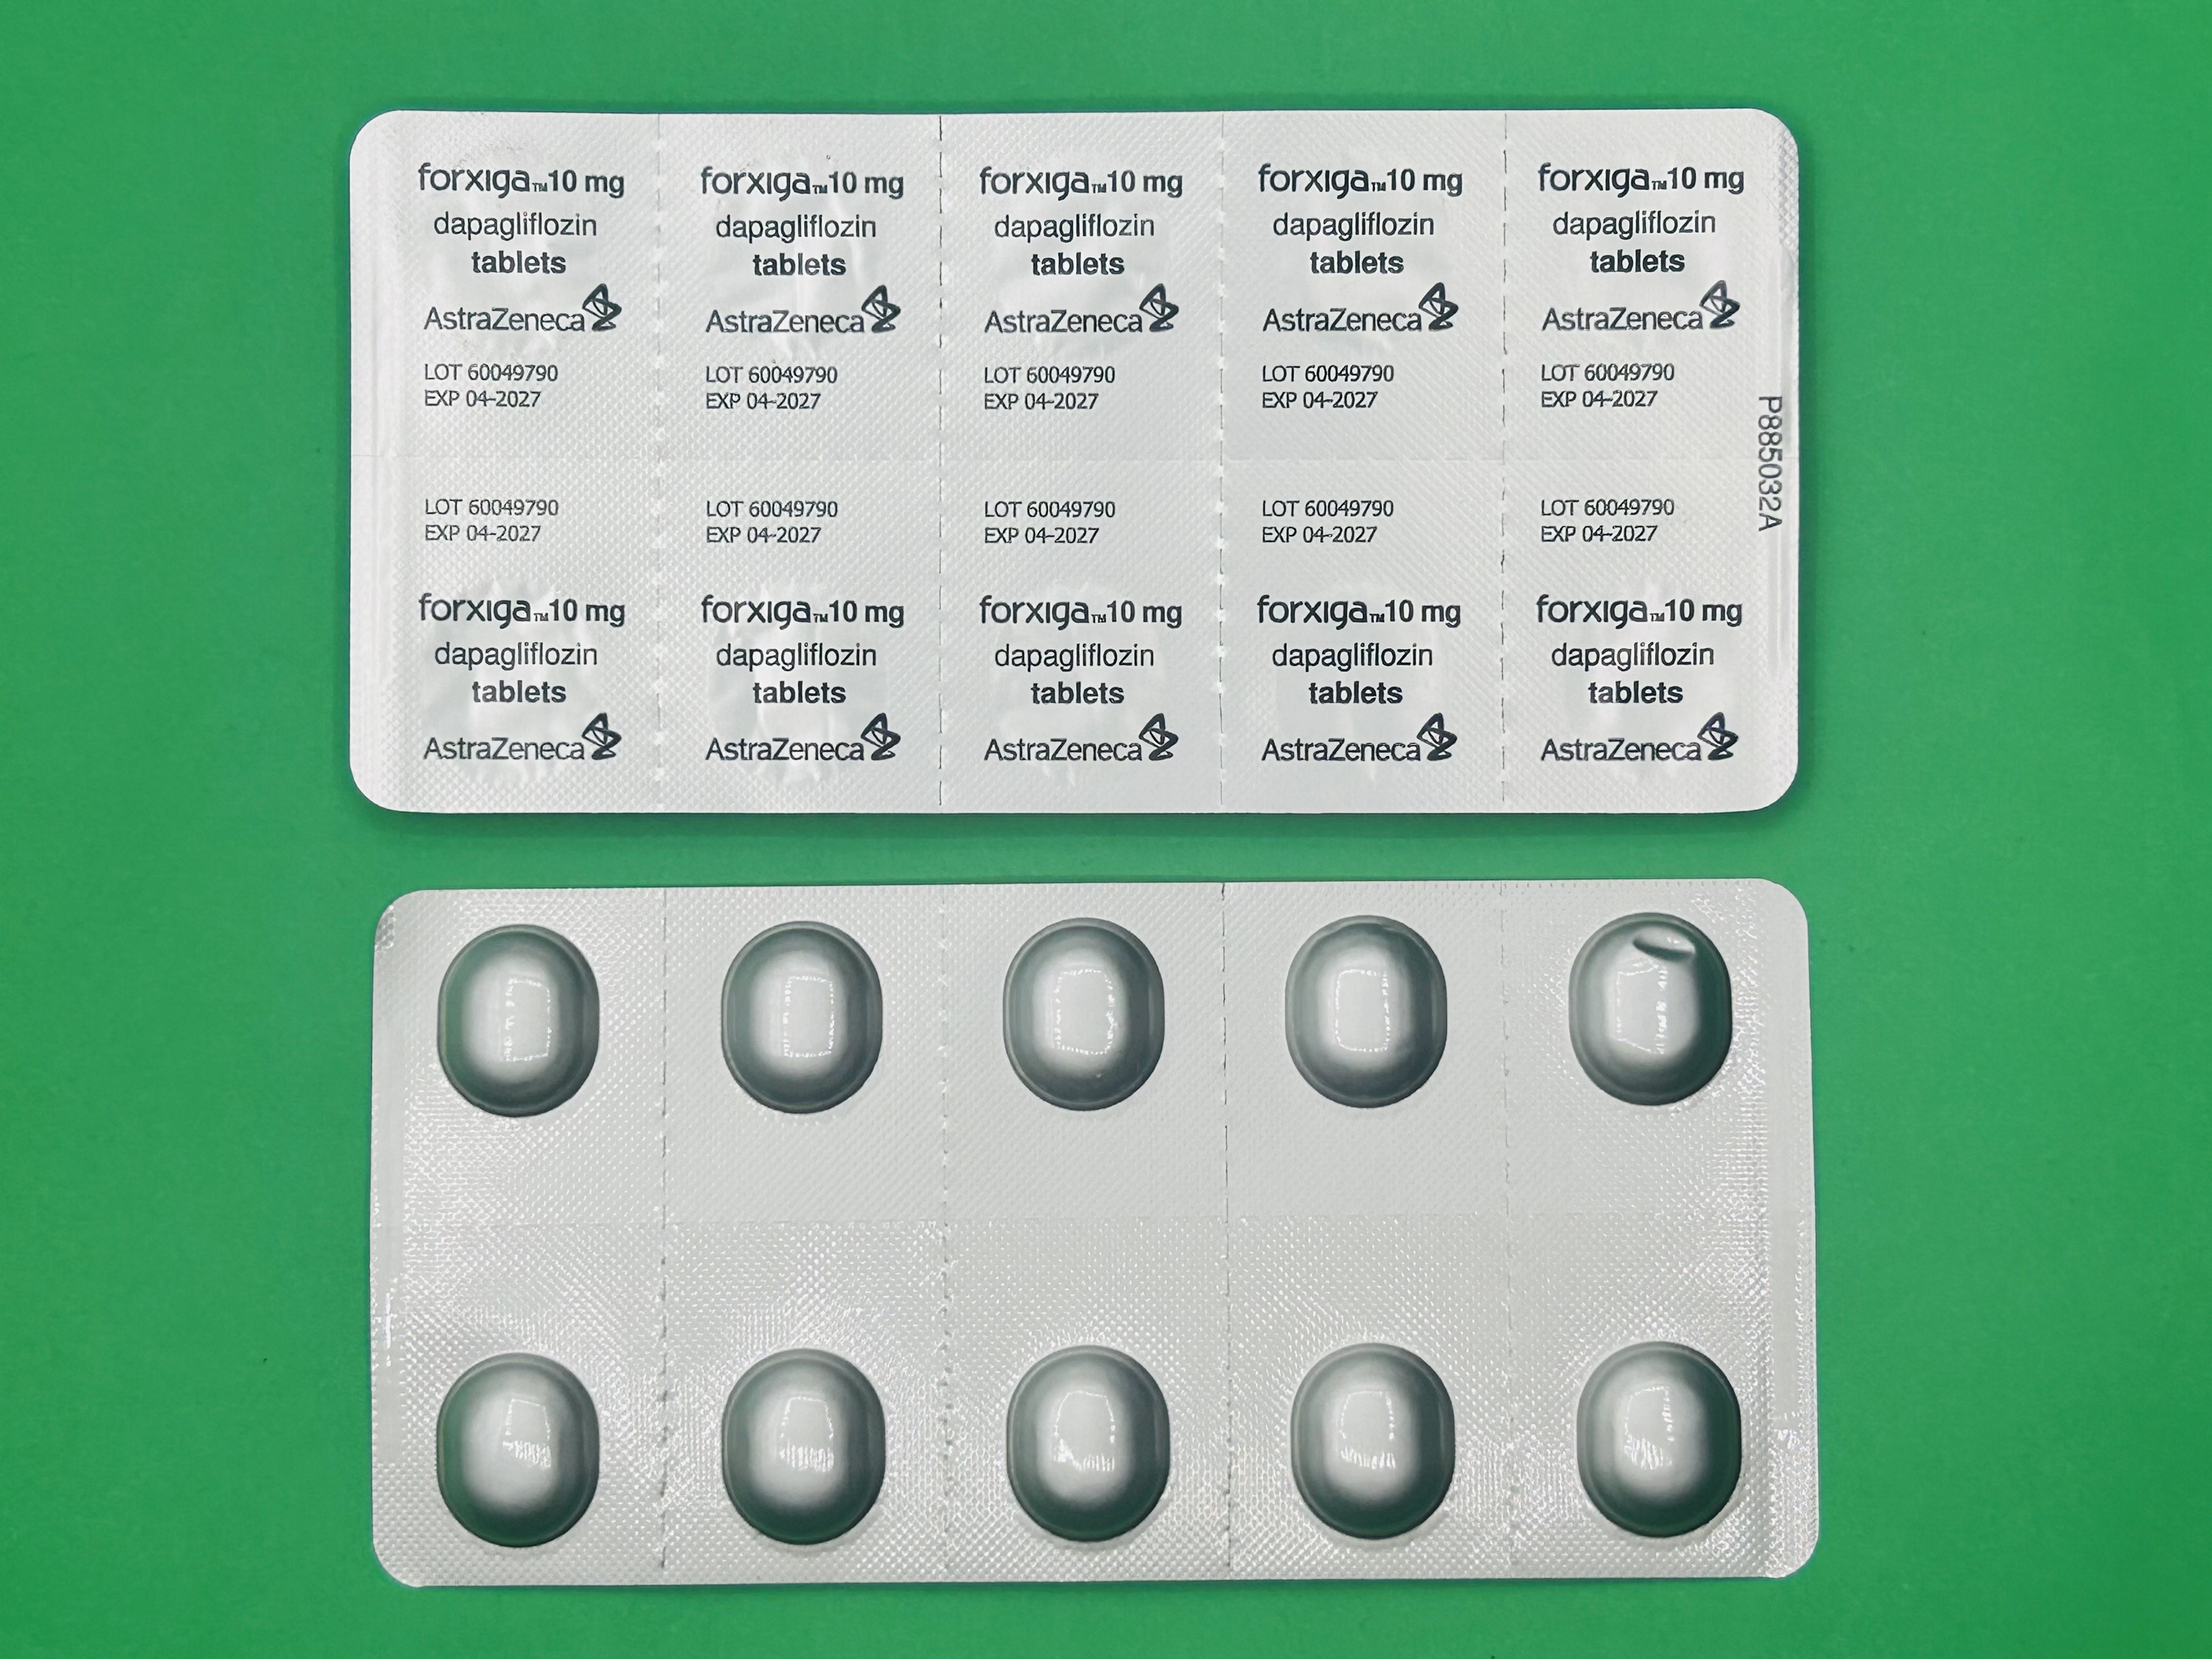 forxiga™10 mg forxiga™10 mg forxiga™10 mg forxiga™10 mg forxiga™10 mg
dapagliflozin dapagliflozin dapagliflozin dapagliflozin dapagliflozin
tablets tablets tablets tablets tablets
AstraZeneca AstraZeneca AstraZeneca AstraZeneca AstraZeneca
LOT 60049790 LOT 60049790 LOT 60049790 LOT 60049790 LOT 60049790
EXP 04-2027 EXP 04-2027 EXP 04-2027 EXP 04-2027 EXP 04-2027
P885032A
LOT 60049790 LOT 60049790 LOT 60049790 LOT 60049790 LOT 60049790
EXP 04-2027 EXP 04-2027 EXP 04-2027 EXP 04-2027 EXP 04-2027
forxiga™10 mg forxiga™10 mg forxiga™10 mg forxiga™10 mg forxiga™10 mg
dapagliflozin dapagliflozin dapagliflozin dapagliflozin dapagliflozin
tablets tablets tablets tablets tablets
AstraZeneca AstraZeneca AstraZeneca AstraZeneca AstraZeneca